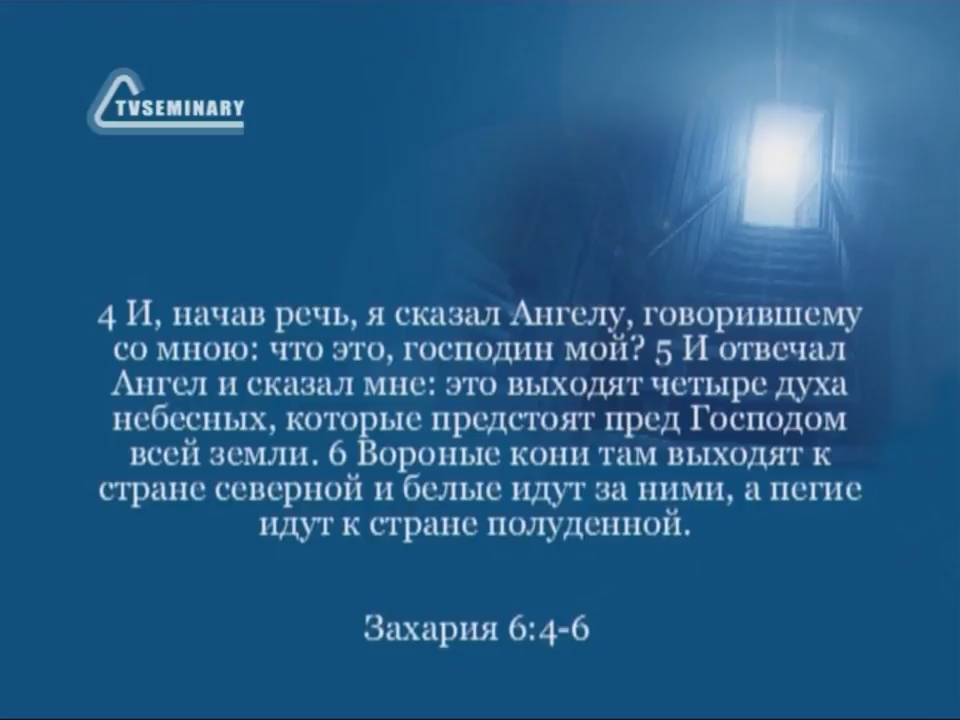 TVSEMINARY
4 И, начав речь, я сказал Ангелу, говорившему
со мною: что это, господин мой? 5 И отвечал
Ангел и сказал мне: это выходят четыре духа
небесных, которые предстоят пред Господом
всей земли. 6 Вороные кони там выходят к
стране северной и белые идут за ними, а пегие
идут к стране полуденной.
Захария 6:4-6